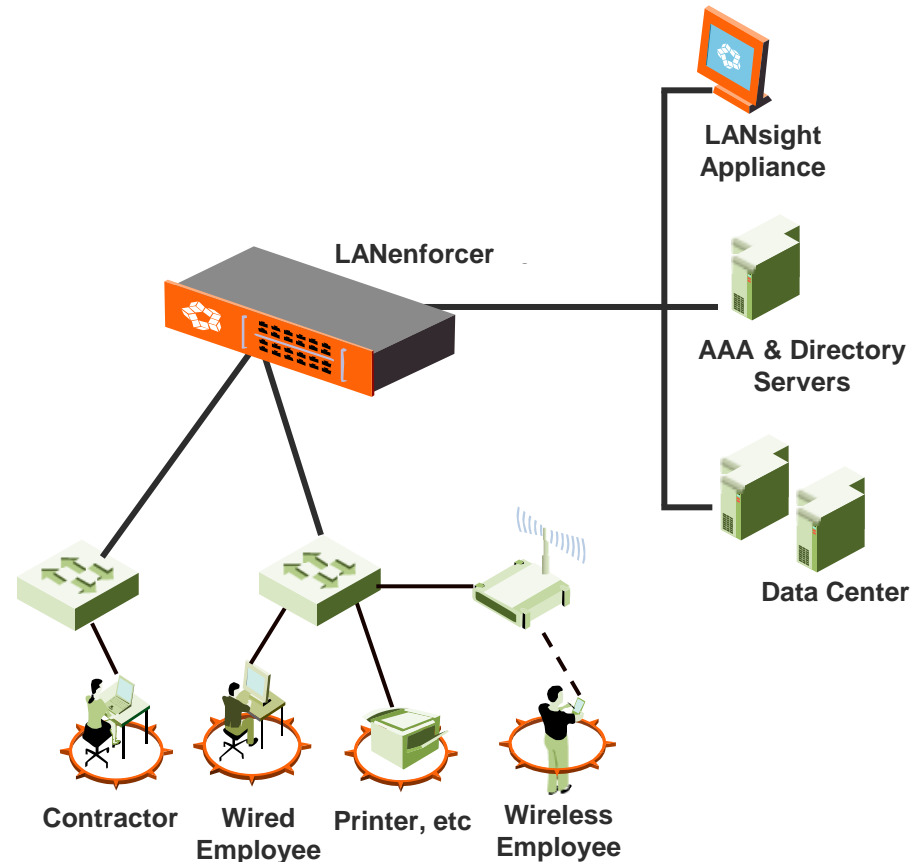 LANsight
Appliance
LANenforcer
AAA & Directory
Servers
Data Center
Contractor
Wired
Employee
Printer, etc
Wireless
Employee